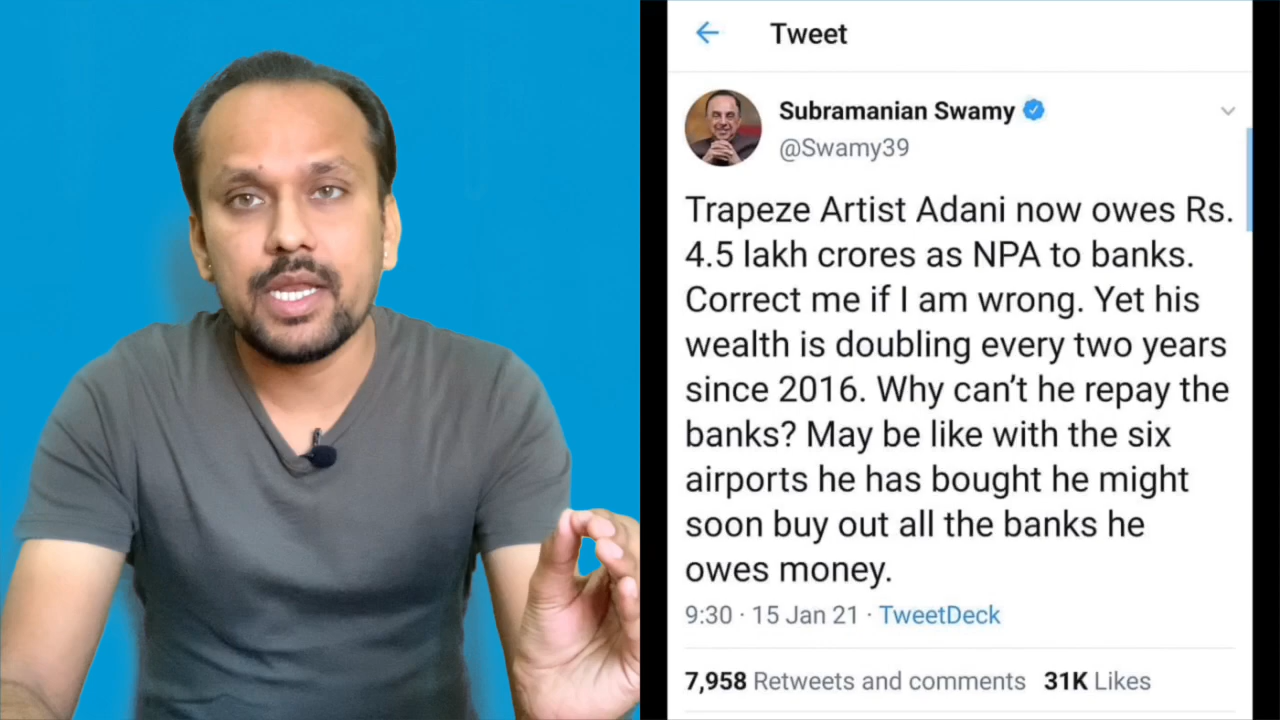 Tweet
Subramanian Swamy
@Swamy39
Trapeze Artist Adani now owes Rs.
4.5 lakh crores as NPA to banks.
Correct me if I am wrong. Yet his
wealth is doubling every two years
since 2016. Why can’t he repay the
banks? May be like with the six
airports he has bought he might
soon buy out all the banks he
owes money.
9:30 · 15 Jan 21 · TweetDeck
7,958 Retweets and comments 31K Likes